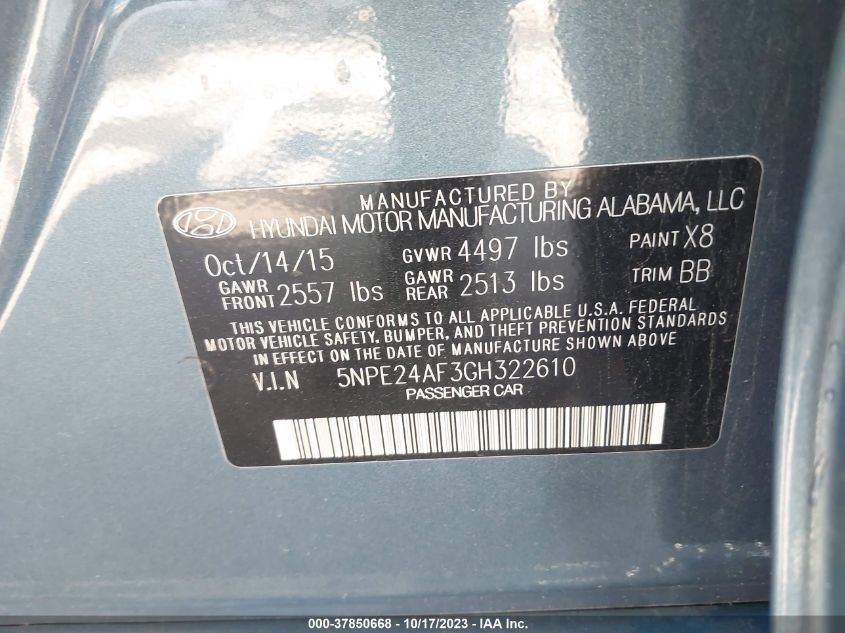 MANUFACTURED BY
HYUNDAI MOTOR MANUFACTURING ALABAMA, LLC
Oct/14/15 GVWR 4497 lbs PAINT X8
GAWR FRONT 2557 lbs GAWR REAR 2513 lbs TRIM BB
THIS VEHICLE CONFORMS TO ALL APPLICABLE U.S.A. FEDERAL
MOTOR VEHICLE SAFETY, BUMPER, AND THEFT PREVENTION STANDARDS
IN EFFECT ON THE DATE OF MANUFACTURE SHOWN ABOVE
V.I.N 5NPE24AF3GH322610
PASSENGER CAR
000-37850668 - 10/17/2023 - IAA Inc.